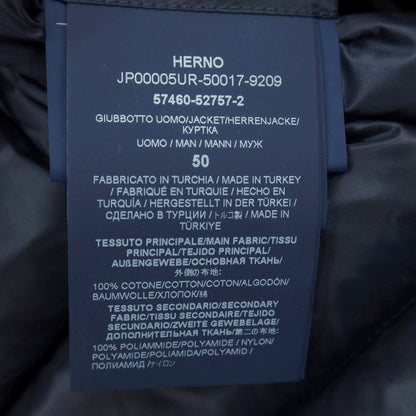 HERNO
JP00005UR-50017-9209
57460-52757-2
GIUBBOTTO UOMO/JACKET/HERRENJACKE/
КУРТКА
UOMO / MAN / MANN / МУЖ
50
FABBRICATO IN TURCHIA / MADE IN TURKEY
/ FABRIQUÉ EN TURQUIE / HECHO EN
TURQUÍA / HERGESTELLT IN DER TÜRKEI /
СДЕЛАНО В ТУРЦИИ / トルコ製 / MADE IN
TÜRKIYE
TESSUTO PRINCIPALE/MAIN FABRIC/TISSU
PRINCIPAL/TEJIDO PRINCIPAL/
AUßENGEWEBE/ОСНОВНАЯ ТКАНЬ/
外側の布地:
100% COTONE/COTTON/COTON/ALGODÓN/
BAUMWOLLE/ХЛОПОК/綿
TESSUTO SECONDARIO/SECONDARY
FABRIC/TISSU SECONDAIRE/TEJIDO
SECUNDARIO/ZWEITE GEWEBELAGE/
ДОПОЛНИТЕЛЬНАЯ ТКАНЬ/第二の布地:
100% POLIAMMIDE/POLYAMIDE / NYLON/
POLYAMIDE/POLIAMIDA/POLYAMID /
ПОЛИАМИД /ナイロン